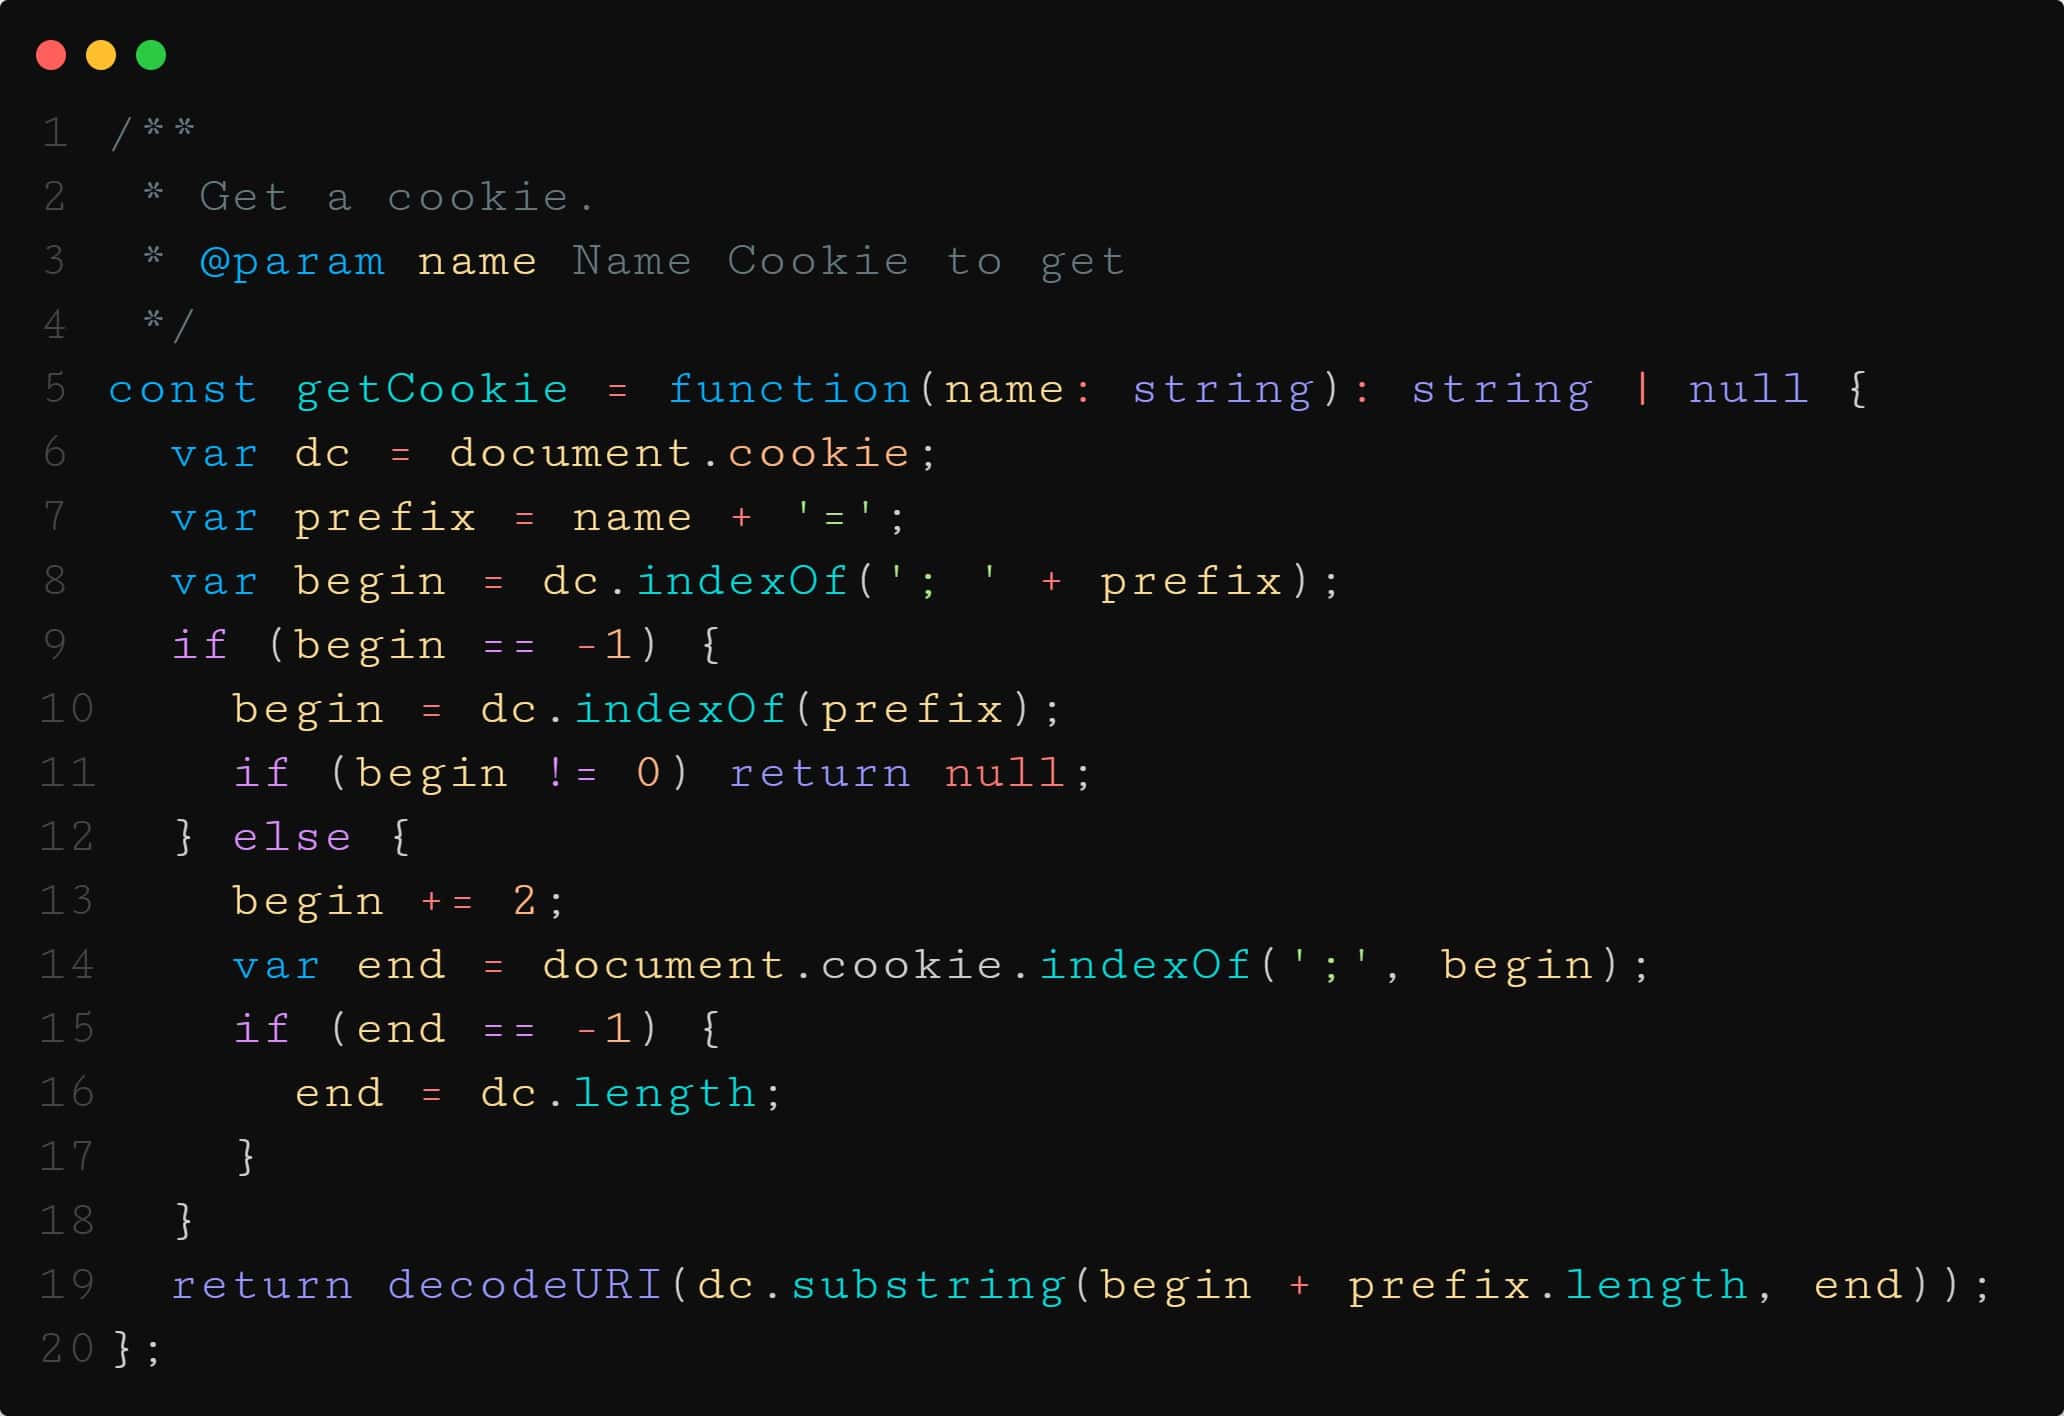 1 /**
2  * Get a cookie.
3  * @param name Name Cookie to get
4  */
5 const getCookie = function(name: string): string | null {
6   var dc = document.cookie;
7   var prefix = name + '=';
8   var begin = dc.indexOf('; ' + prefix);
9   if (begin == -1) {
10     begin = dc.indexOf(prefix);
11     if (begin != 0) return null;
12   } else {
13     begin += 2;
14     var end = document.cookie.indexOf(';', begin);
15     if (end == -1) {
16       end = dc.length;
17     }
18   }
19   return decodeURI(dc.substring(begin + prefix.length, end));
20 };